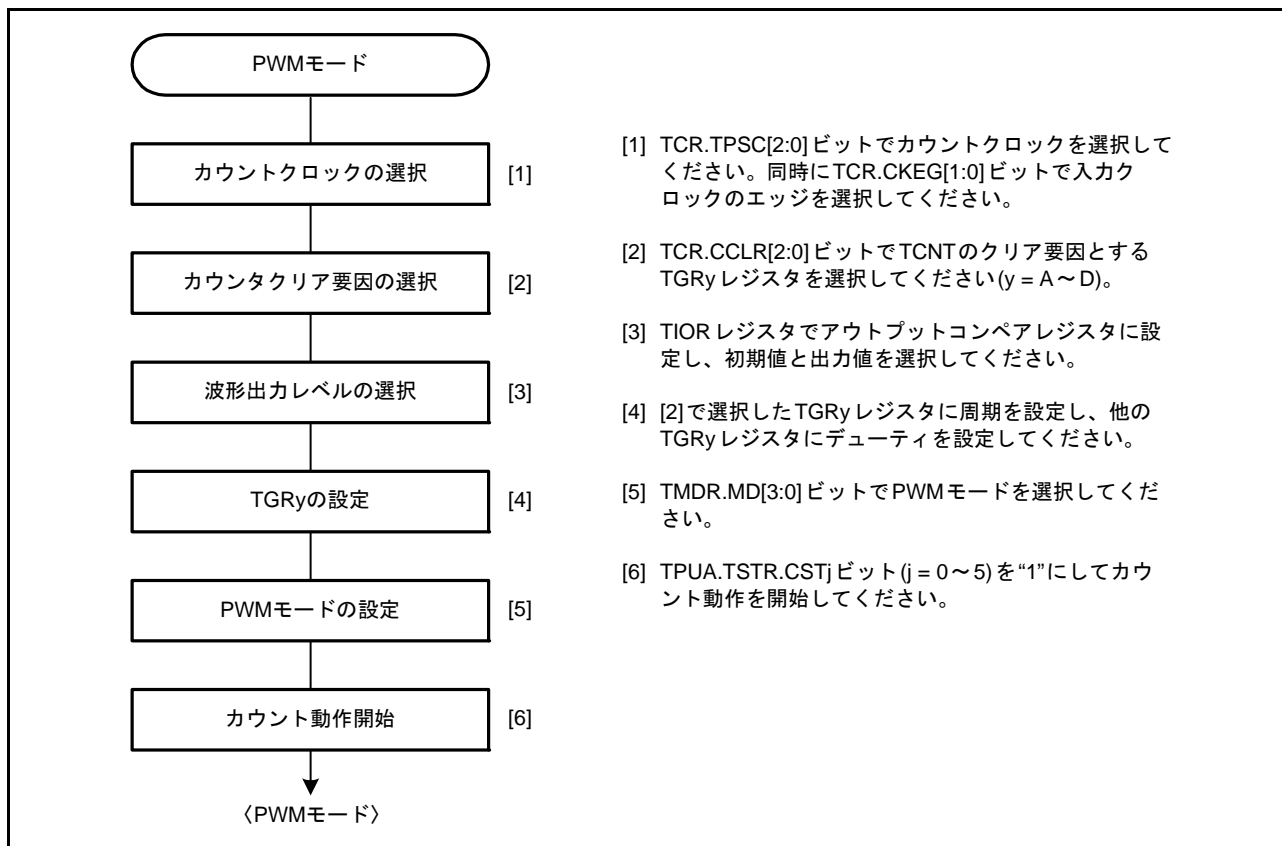 PWMモード
カウントクロックの選択 [1]
カウンタクリア要因の選択 [2]
波形出力レベルの選択 [3]
TGRyの設定 [4]
PWMモードの設定 [5]
カウント動作開始 [6]
〈PWMモード〉
[1] TCR.TPSC[2:0]ビットでカウントクロックを選択して
ください。同時にTCR.CKEG[1:0]ビットで入力ク
ロックのエッジを選択してください。
[2] TCR.CCLR[2:0]ビットでTCNTのクリア要因とする
TGRyレジスタを選択してください(y = A～D)。
[3] TIORレジスタでアウトプットコンペアレジスタに設
定し、初期値と出力値を選択してください。
[4] [2]で選択したTGRyレジスタに周期を設定し、他の
TGRyレジスタにデューティを設定してください。
[5] TMDR.MD[3:0]ビットでPWMモードを選択してくだ
さい。
[6] TPUA.TSTR.CSTjビット(j = 0～5)を“1”にしてカウ
ント動作を開始してください。